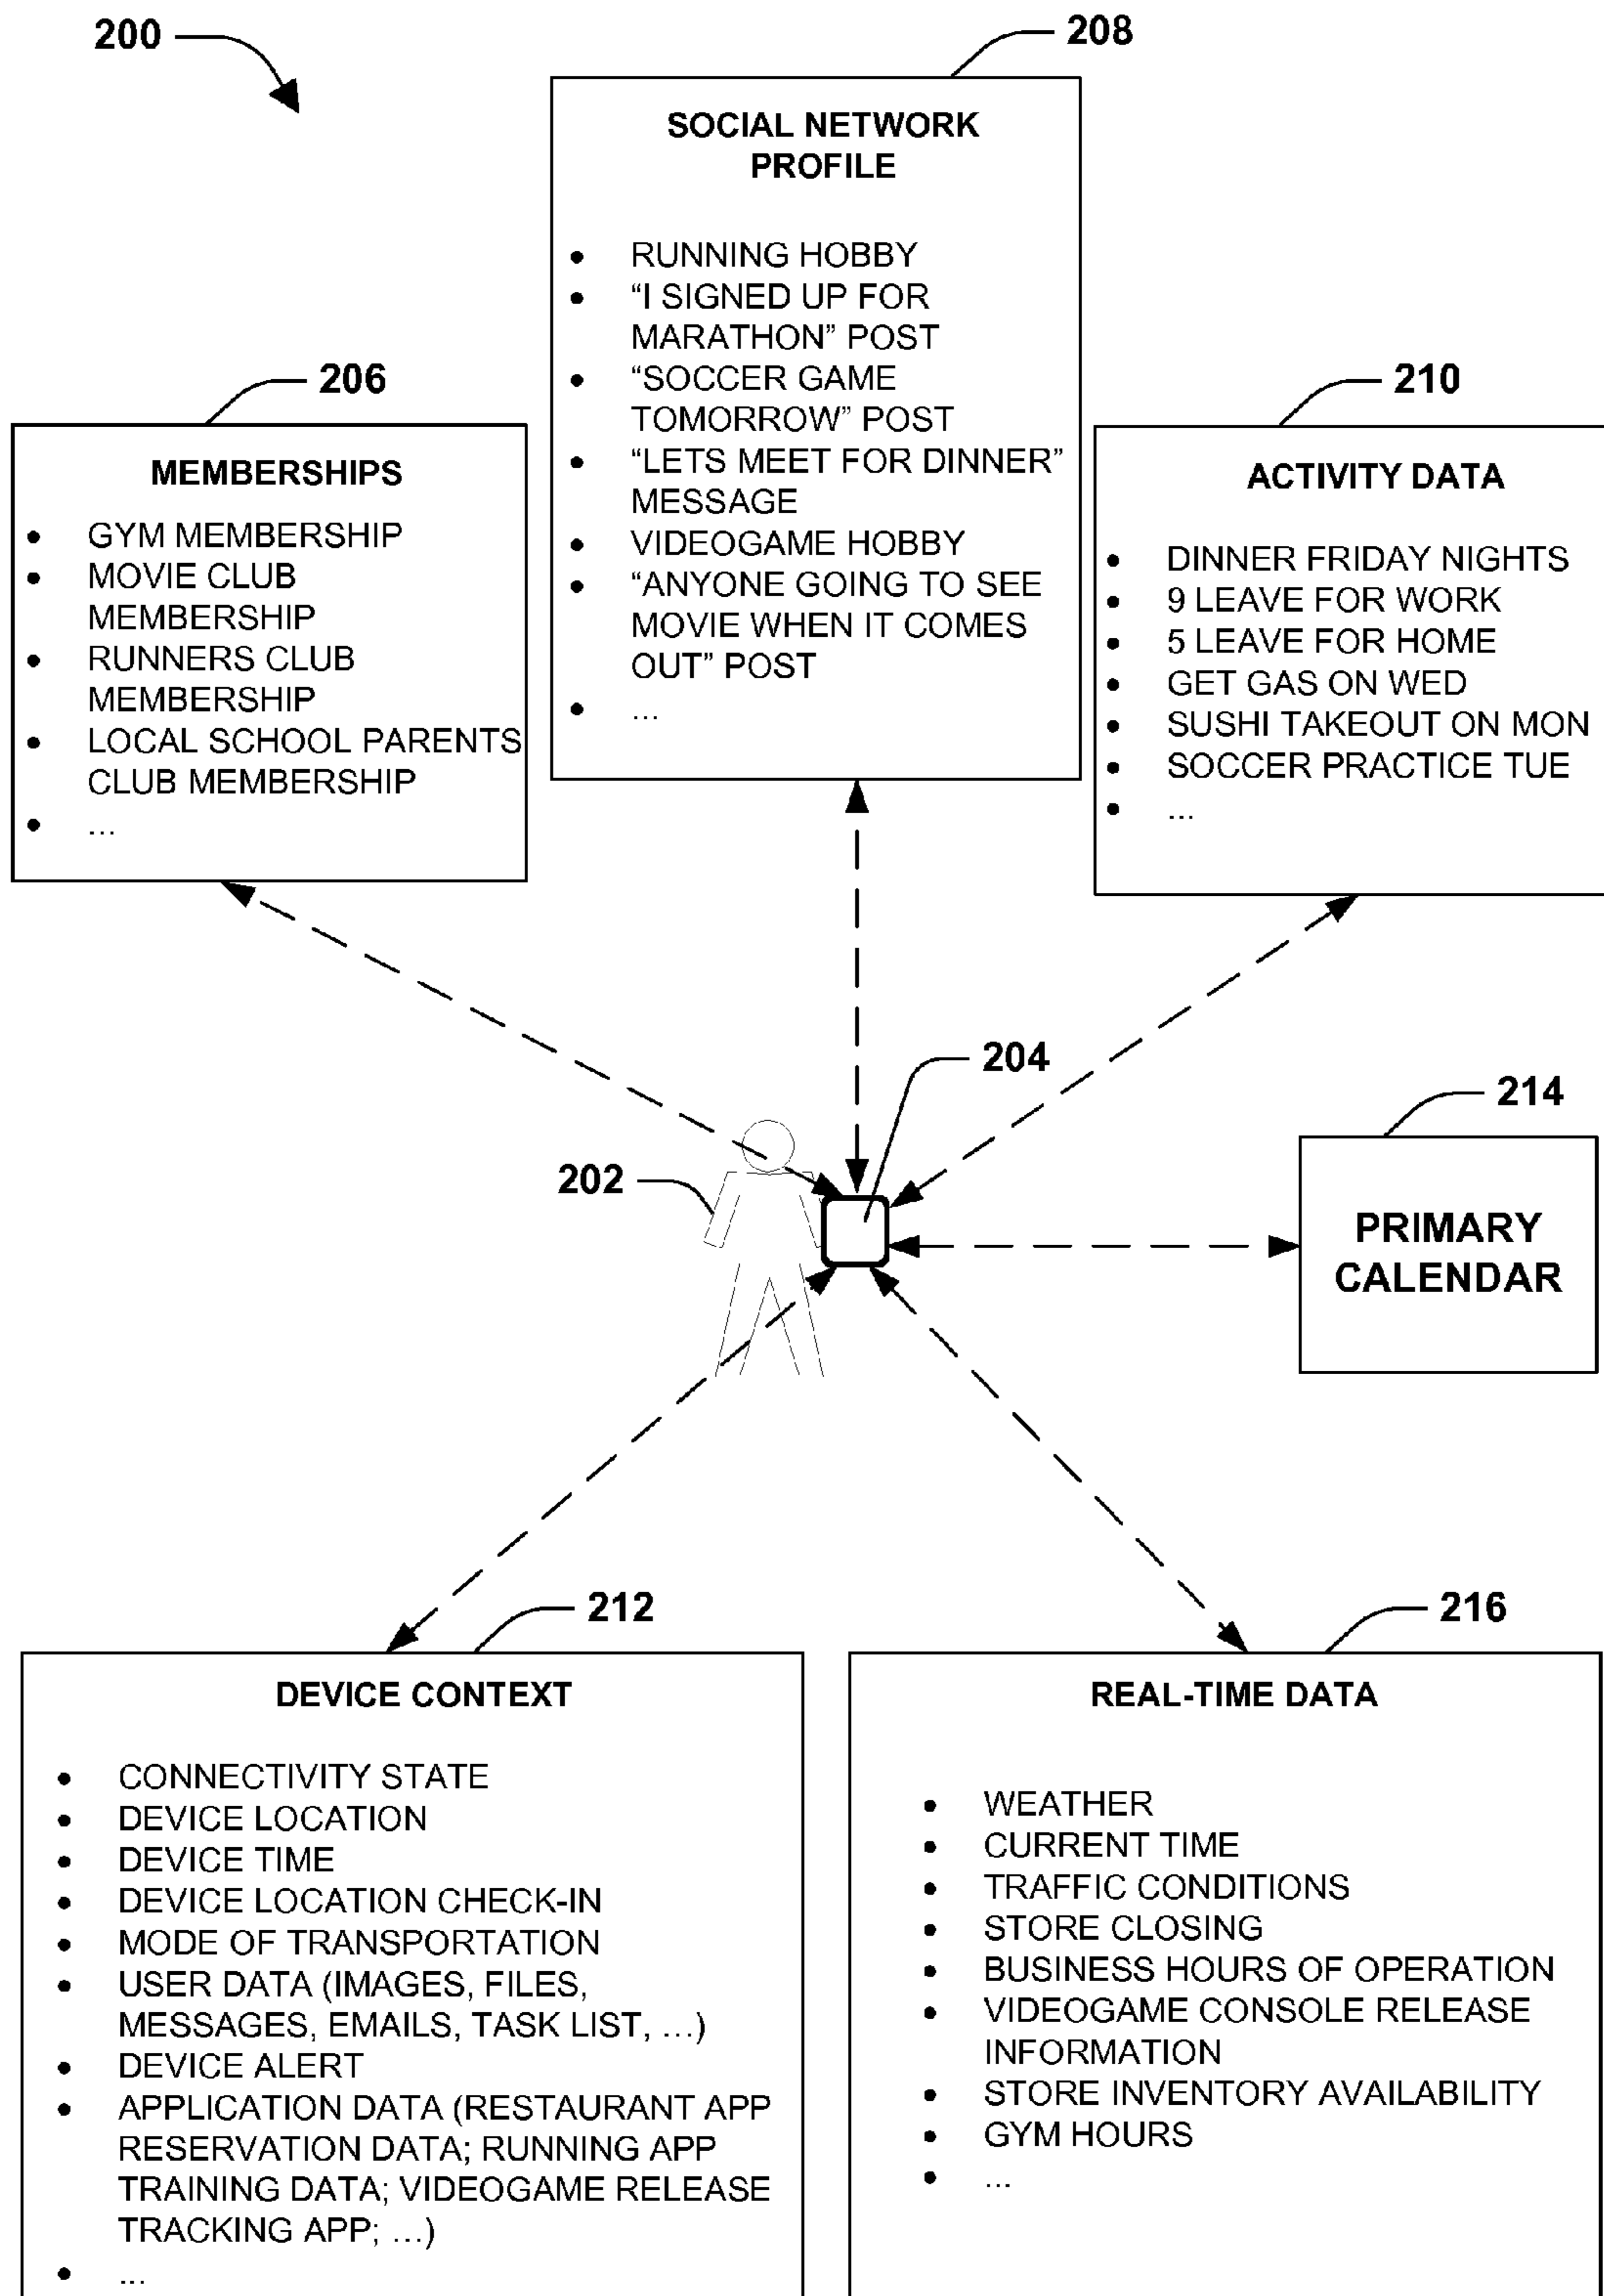 200
208
SOCIAL NETWORK
PROFILE
• RUNNING HOBBY
• “I SIGNED UP FOR
MARATHON” POST
• “SOCCER GAME
TOMORROW” POST
• “LETS MEET FOR DINNER”
MESSAGE
• VIDEOGAME HOBBY
• “ANYONE GOING TO SEE
MOVIE WHEN IT COMES
OUT” POST
• ...
206
MEMBERSHIPS
• GYM MEMBERSHIP
• MOVIE CLUB
MEMBERSHIP
• RUNNERS CLUB
MEMBERSHIP
• LOCAL SCHOOL PARENTS
CLUB MEMBERSHIP
• ...
210
ACTIVITY DATA
• DINNER FRIDAY NIGHTS
• 9 LEAVE FOR WORK
• 5 LEAVE FOR HOME
• GET GAS ON WED
• SUSHI TAKEOUT ON MON
• SOCCER PRACTICE TUE
• ...
204
202
214
PRIMARY
CALENDAR
212
DEVICE CONTEXT
• CONNECTIVITY STATE
• DEVICE LOCATION
• DEVICE TIME
• DEVICE LOCATION CHECK-IN
• MODE OF TRANSPORTATION
• USER DATA (IMAGES, FILES,
MESSAGES, EMAILS, TASK LIST, ...)
• DEVICE ALERT
• APPLICATION DATA (RESTAURANT APP
RESERVATION DATA; RUNNING APP
TRAINING DATA; VIDEOGAME RELEASE
TRACKING APP; ...)
• ...
216
REAL-TIME DATA
• WEATHER
• CURRENT TIME
• TRAFFIC CONDITIONS
• STORE CLOSING
• BUSINESS HOURS OF OPERATION
• VIDEOGAME CONSOLE RELEASE
INFORMATION
• STORE INVENTORY AVAILABILITY
• GYM HOURS
• ...